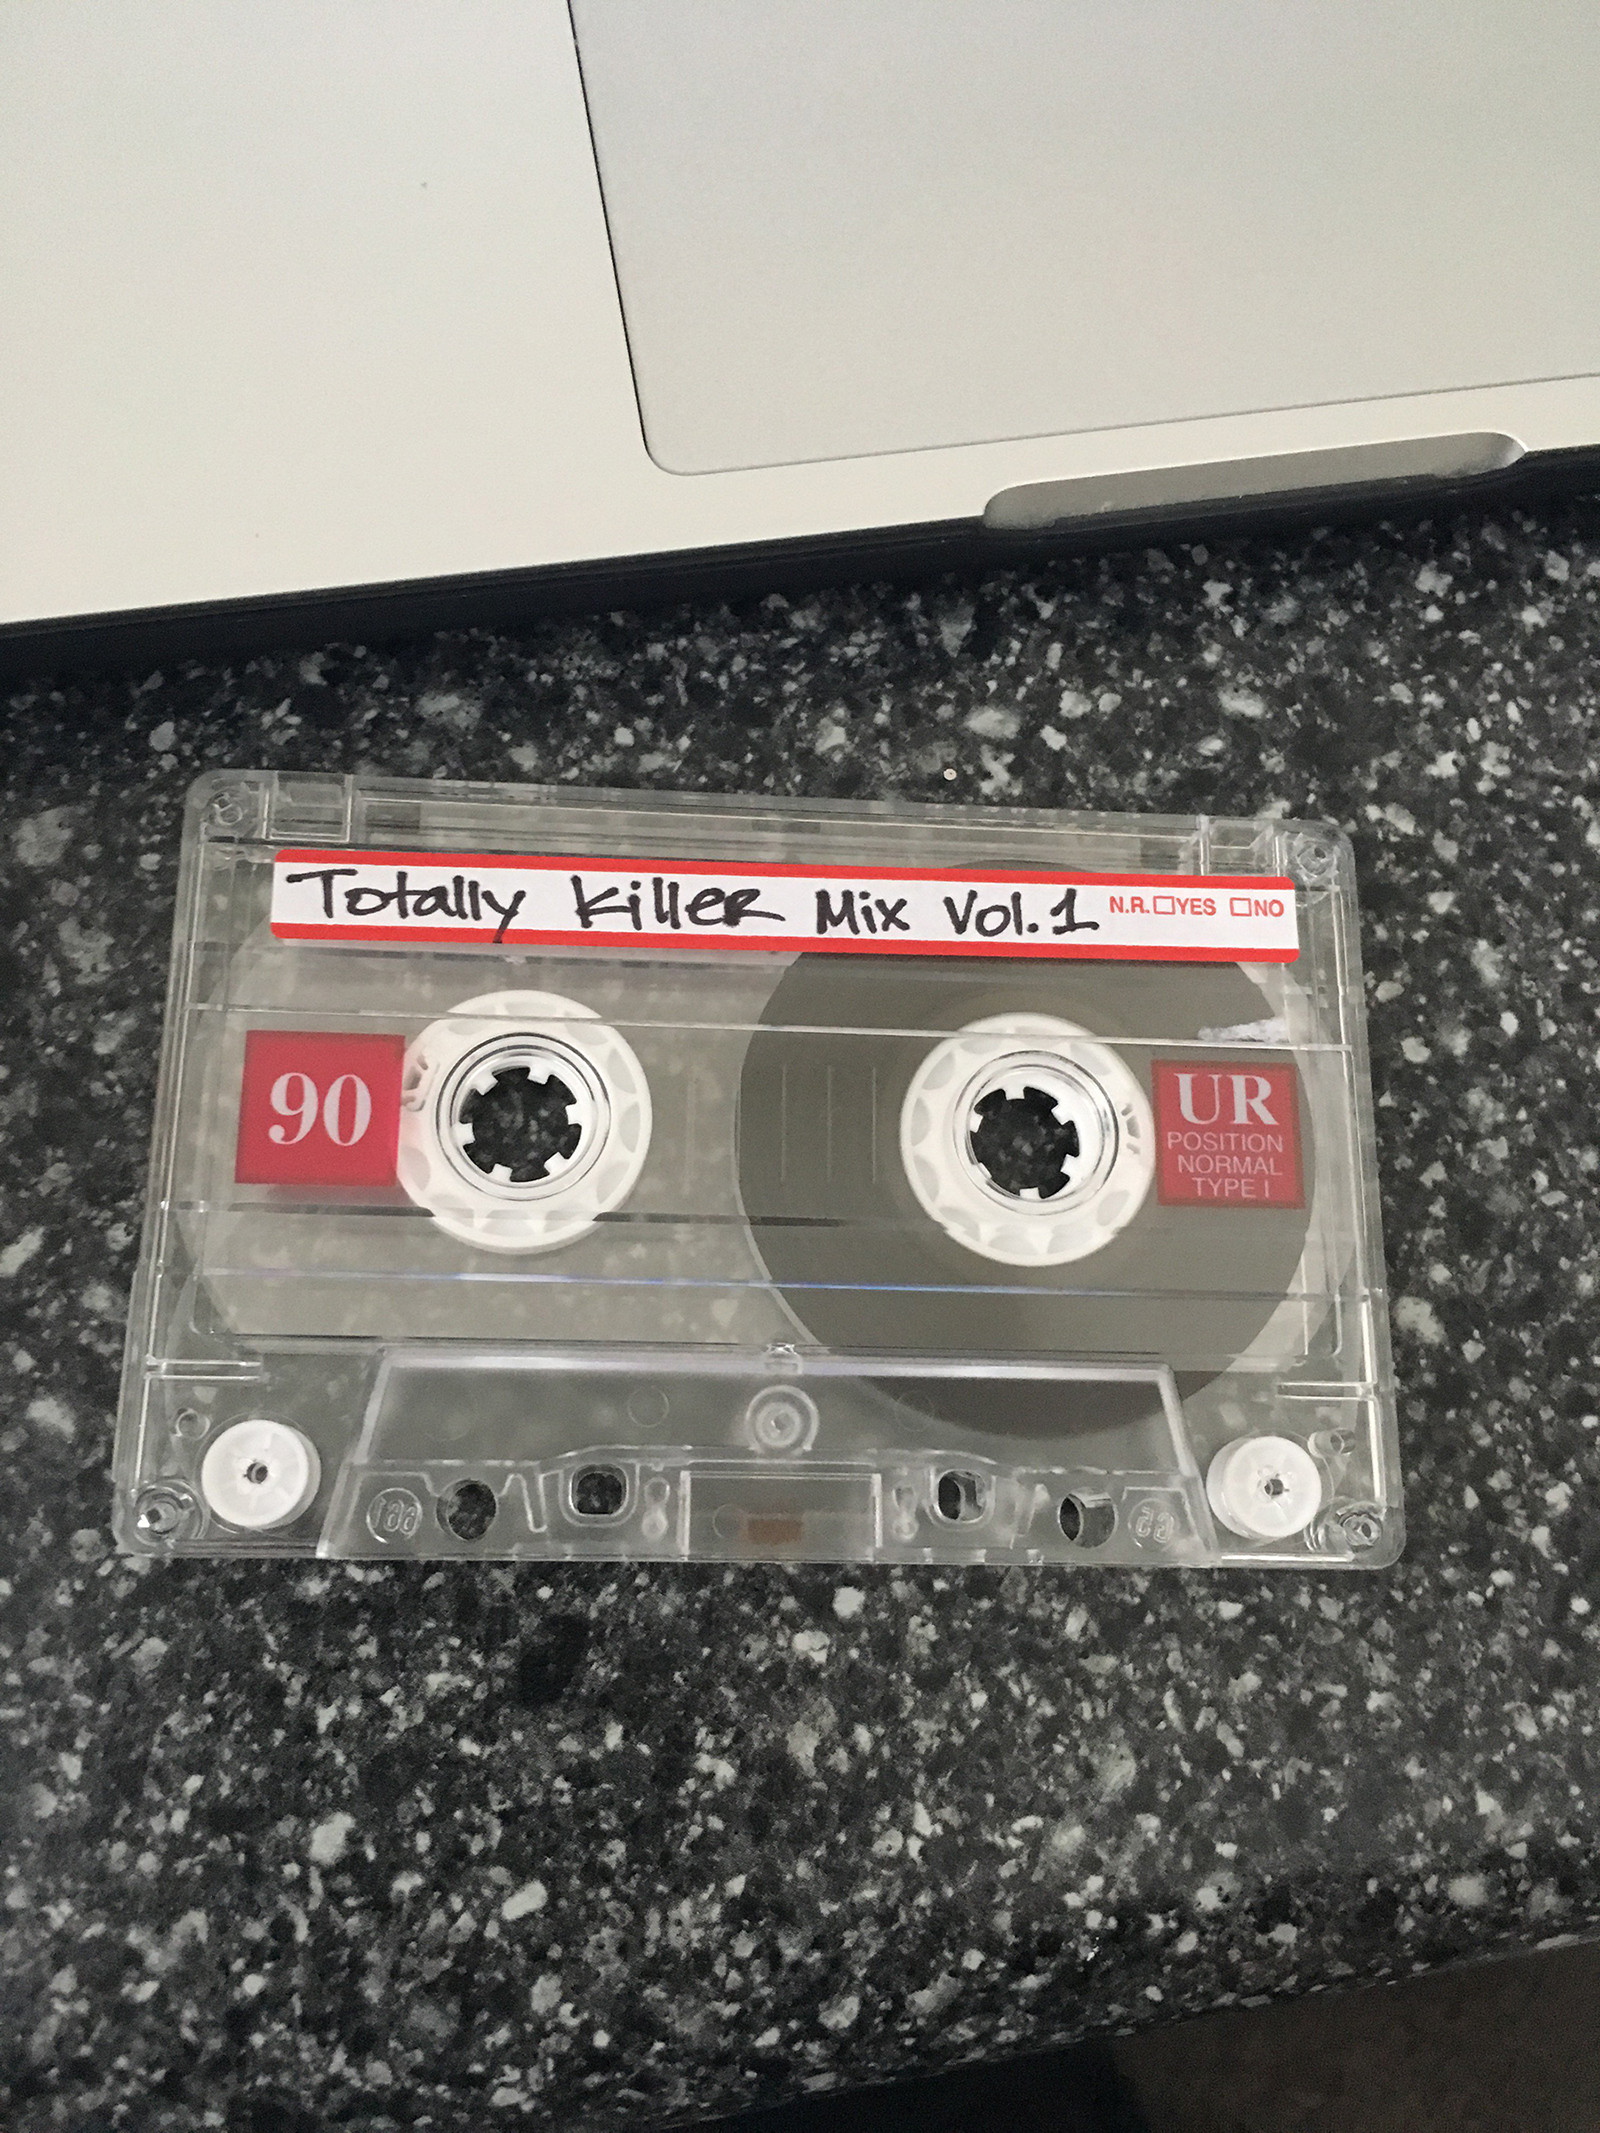 Totally Killer Mix Vol.1 N.R.☐YES ☐NO
90
UR
POSITION
NORMAL
TYPE I